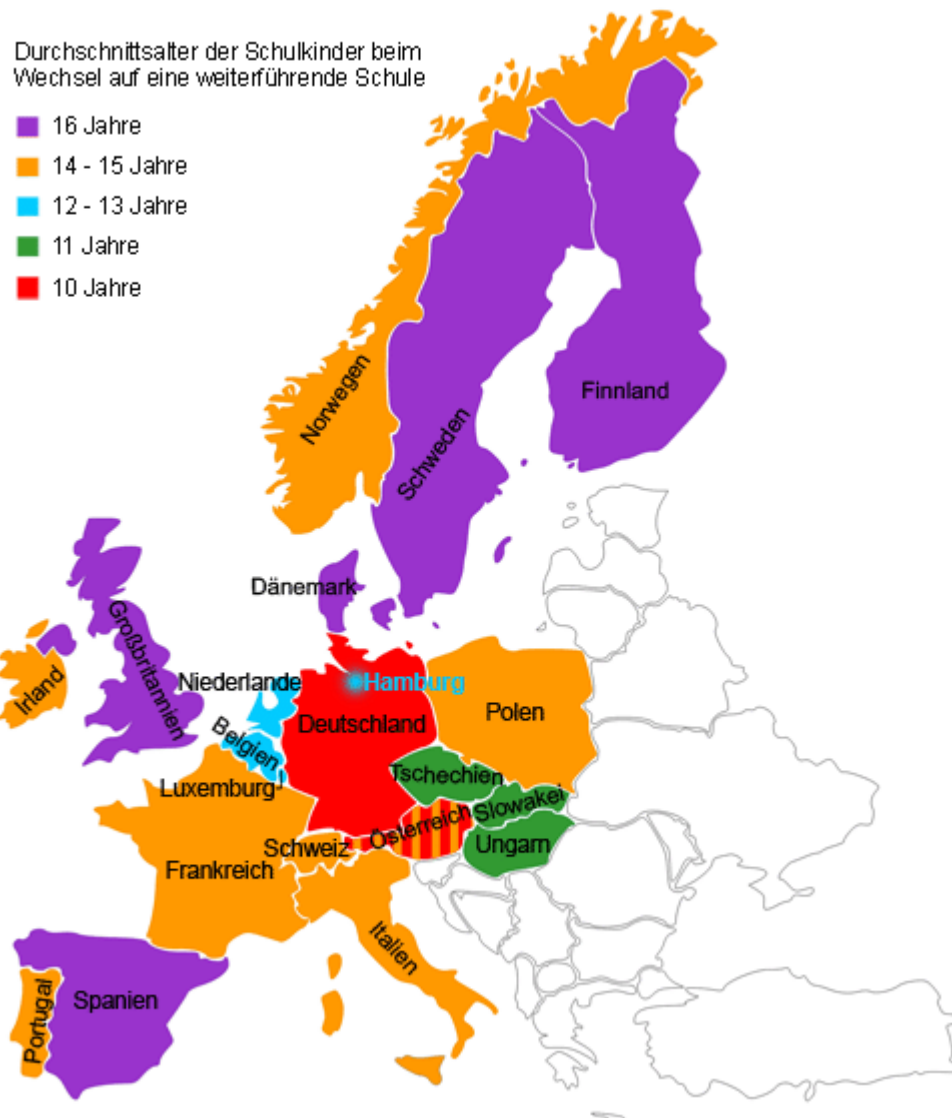 Durchschnittsalter der Schulkinder beim
Wechsel auf eine weiterführende Schule
16 Jahre
14 - 15 Jahre
12 - 13 Jahre
11 Jahre
10 Jahre
Norwegen
Schweden
Finnland
Dänemark
Großbritannien
Irland
Niederlande
Hamburg
Deutschland
Polen
Belgien
Luxemburg
Tschechien
Slowakei
Österreich
Ungarn
Schweiz
Frankreich
Italien
Spanien
Portugal